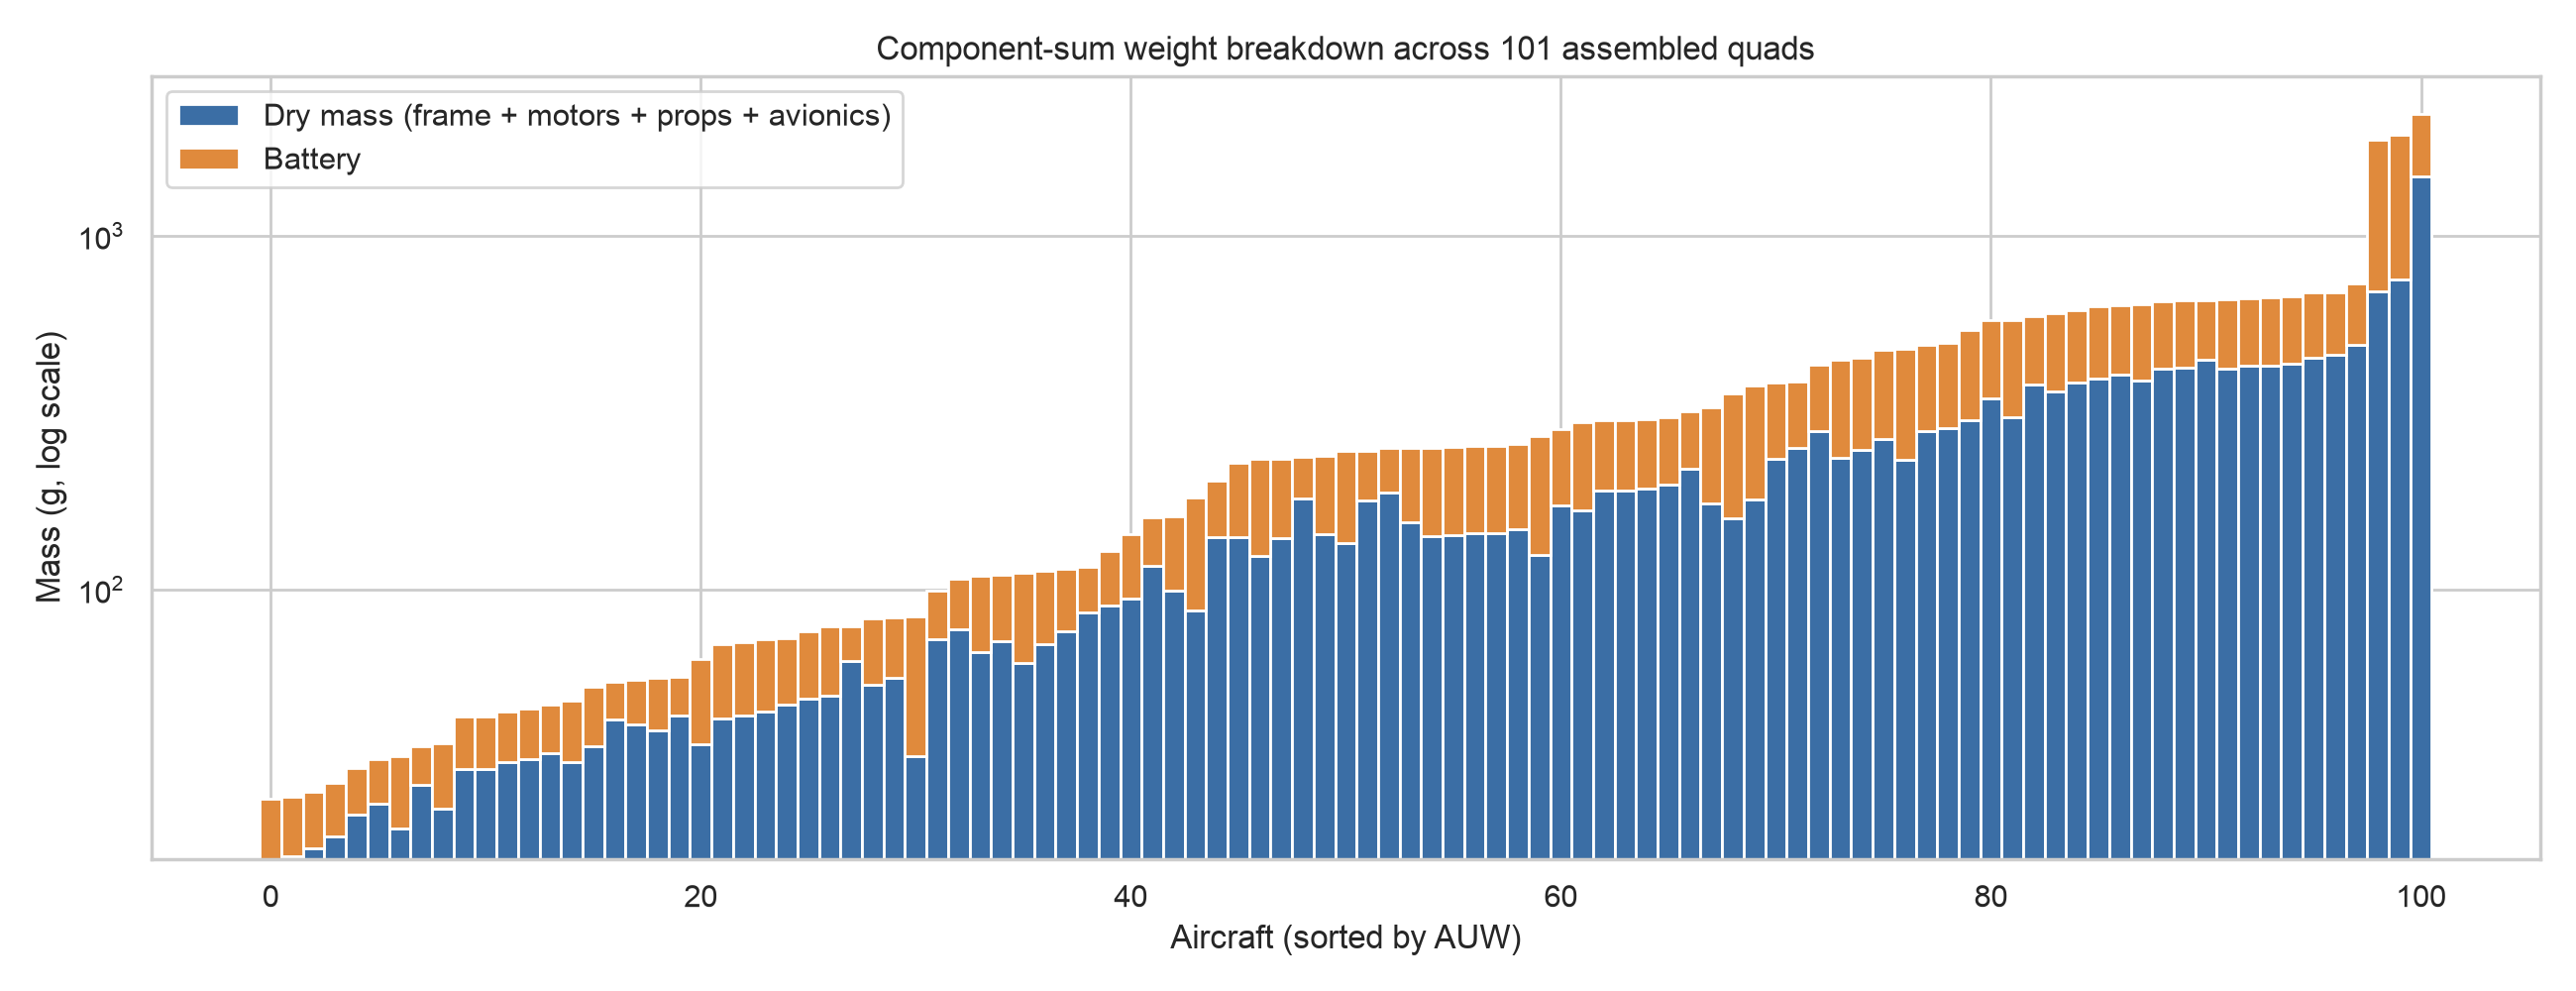 Component-sum weight breakdown across 101 assembled quads
Dry mass (frame + motors + props + avionics)
Battery
Mass (g, log scale)
10³
10²
0 20 40 60 80 100
Aircraft (sorted by AUW)